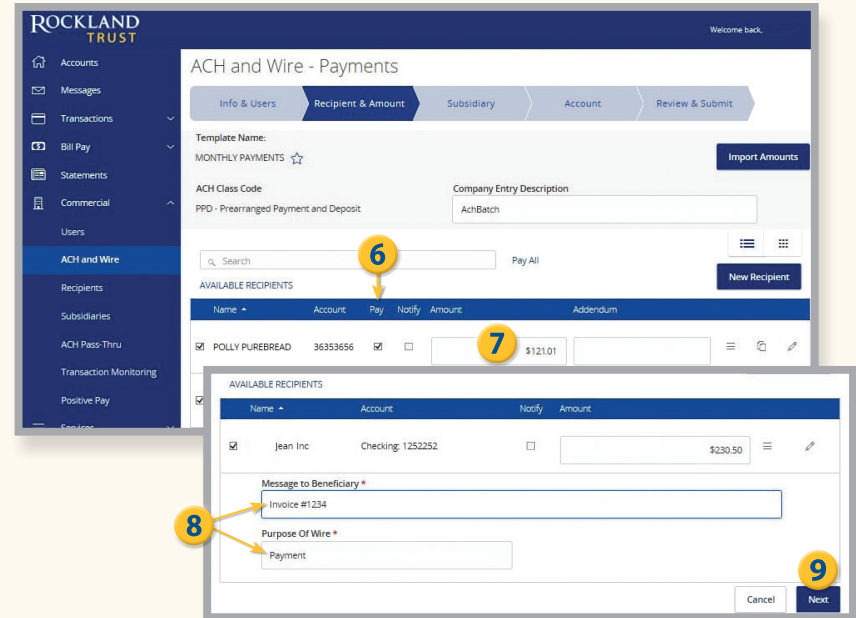 ROCKLAND
TRUST
Welcome back,
Accounts
Messages
Transactions
Bill Pay
Statements
Commercial
Users
ACH and Wire
Recipients
Subsidiaries
ACH Pass-Thru
Transaction Monitoring
Positive Pay
Services
ACH and Wire - Payments
Info & Users Recipient & Amount Subsidiary Account Review & Submit
Template Name:
MONTHLY PAYMENTS
Import Amounts
ACH Class Code Company Entry Description
PPD - Prearranged Payment and Deposit AchBatch
6
Search Pay All
New Recipient
AVAILABLE RECIPIENTS
Name Account Pay Notify Amount Addendum
7
POLLY PUREBREAD 36353656 $121.01
AVAILABLE RECIPIENTS
Name Account Notify Amount
Jean Inc Checking: 1252252 $230.50
Message to Beneficiary *
Invoice #1234
8
Purpose Of Wire *
Payment
9
Cancel Next